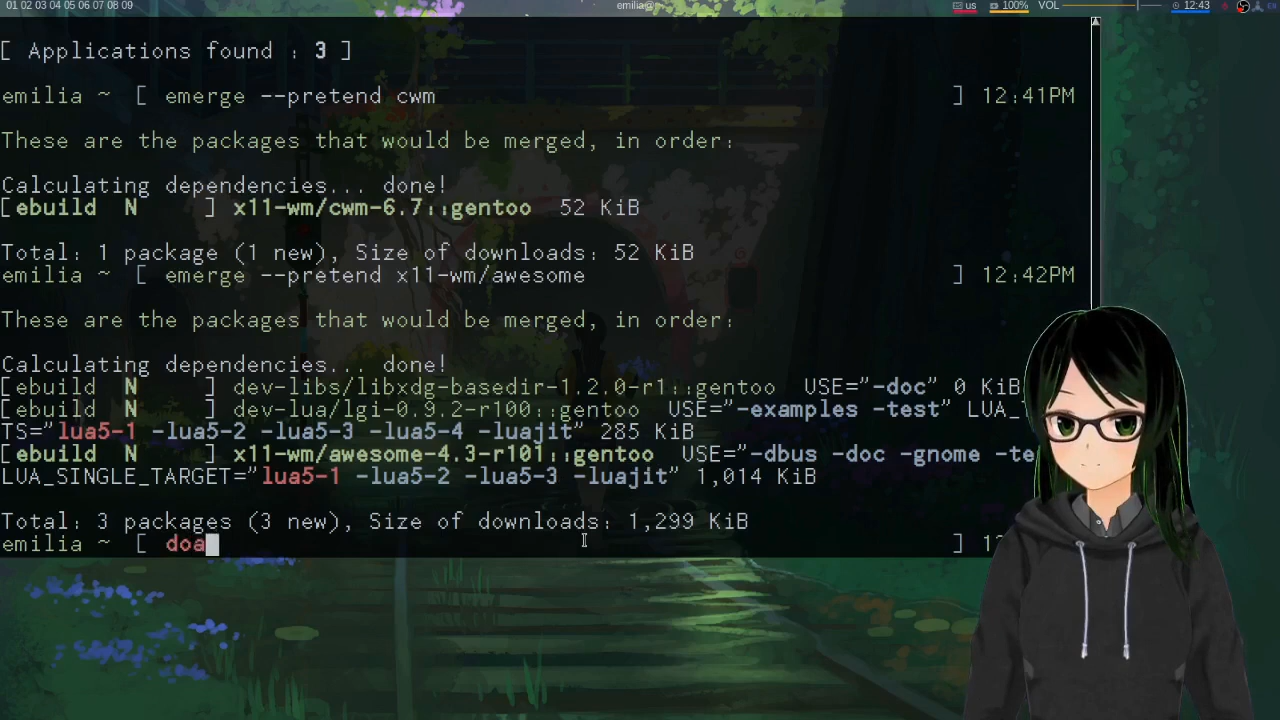 01 02 03 04 05 06 07 08 09 emilia@ us 100% VOL 12:43
[ Applications found : 3 ]
emilia ~ [ emerge --pretend cwm ] 12:41PM
These are the packages that would be merged, in order:
Calculating dependencies... done!
[ebuild N ] x11-wm/cwm-6.7::gentoo 52 KiB
Total: 1 package (1 new), Size of downloads: 52 KiB
emilia ~ [ emerge --pretend x11-wm/awesome ] 12:42PM
These are the packages that would be merged, in order:
Calculating dependencies... done!
[ebuild N ] dev-libs/libxdg-basedir-1.2.0-r1::gentoo USE="-doc" 0 KiB
[ebuild N ] dev-lua/lgi-0.9.2-r100::gentoo USE="-examples -test" LUA_
TS="lua5-1 -lua5-2 -lua5-3 -lua5-4 -luajit" 285 KiB
[ebuild N ] x11-wm/awesome-4.3-r101::gentoo USE="-dbus -doc -gnome -te
LUA_SINGLE_TARGET="lua5-1 -lua5-2 -lua5-3 -luajit" 1,014 KiB
Total: 3 packages (3 new), Size of downloads: 1,299 KiB
emilia ~ [ doa ] 1